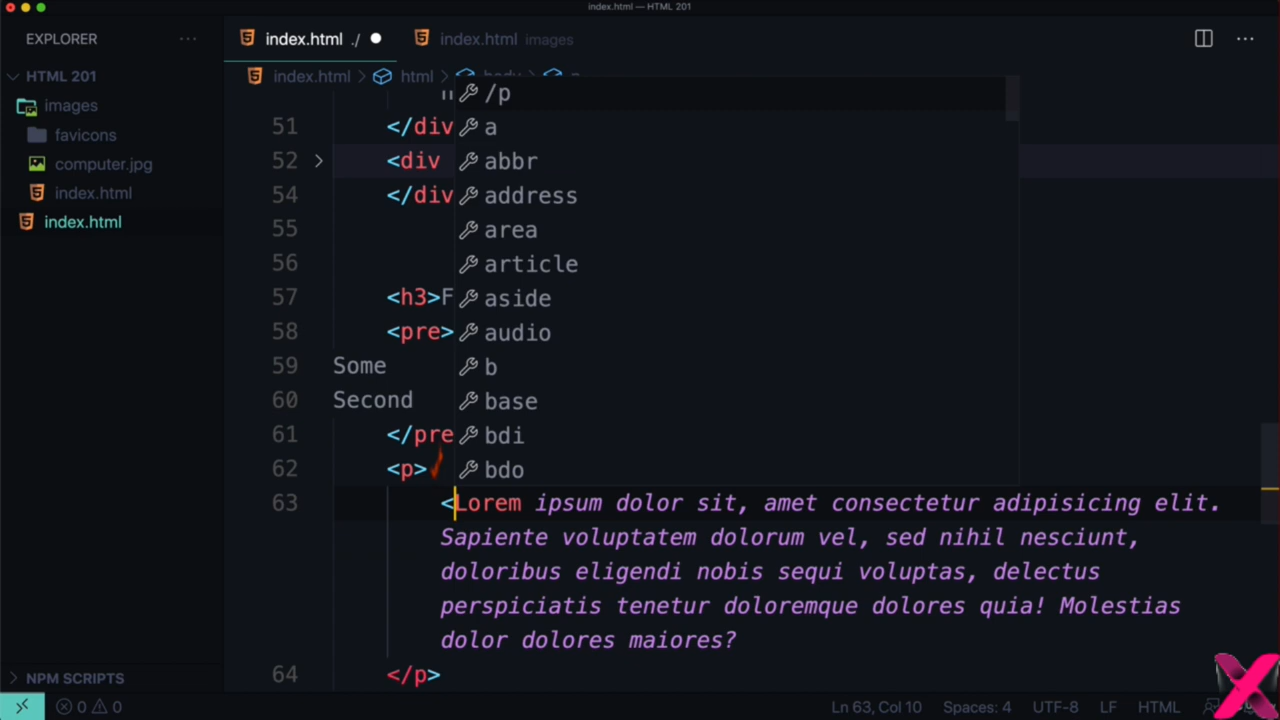 index.html — HTML 201
EXPLORER
index.html ./
index.html images
HTML 201
images
favicons
computer.jpg
index.html
index.html
NPM SCRIPTS
index.html > html >
/p
51 </div a
52 <div abbr
54 </div address
55 area
56 article
57 <h3>F aside
58 <pre> audio
59 Some b
60 Second base
61 </pre bdi
62 <p> bdo
63 <Lorem ipsum dolor sit, amet consectetur adipisicing elit.
Sapiente voluptatem dolorum vel, sed nihil nesciunt,
doloribus eligendi nobis sequi voluptas, delectus
perspiciatis tenetur doloremque dolores quia! Molestias
dolor dolores maiores?
64 </p>
0 0 Ln 63, Col 10 Spaces: 4 UTF-8 LF HTML